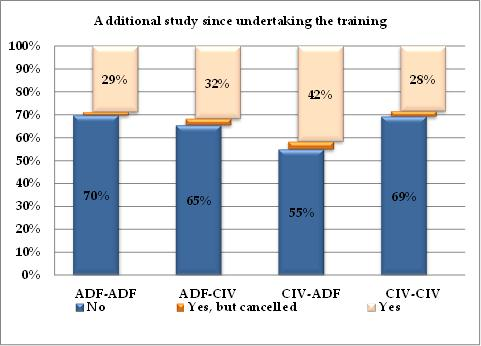 Additional study since undertaking the training
100%
90%
80%
70%
60%
50%
40%
30%
20%
10%
0%
29%
32%
42%
28%
70%
65%
55%
69%
ADF-ADF
ADF-CIV
CIV-ADF
CIV-CIV
No
Yes, but cancelled
Yes